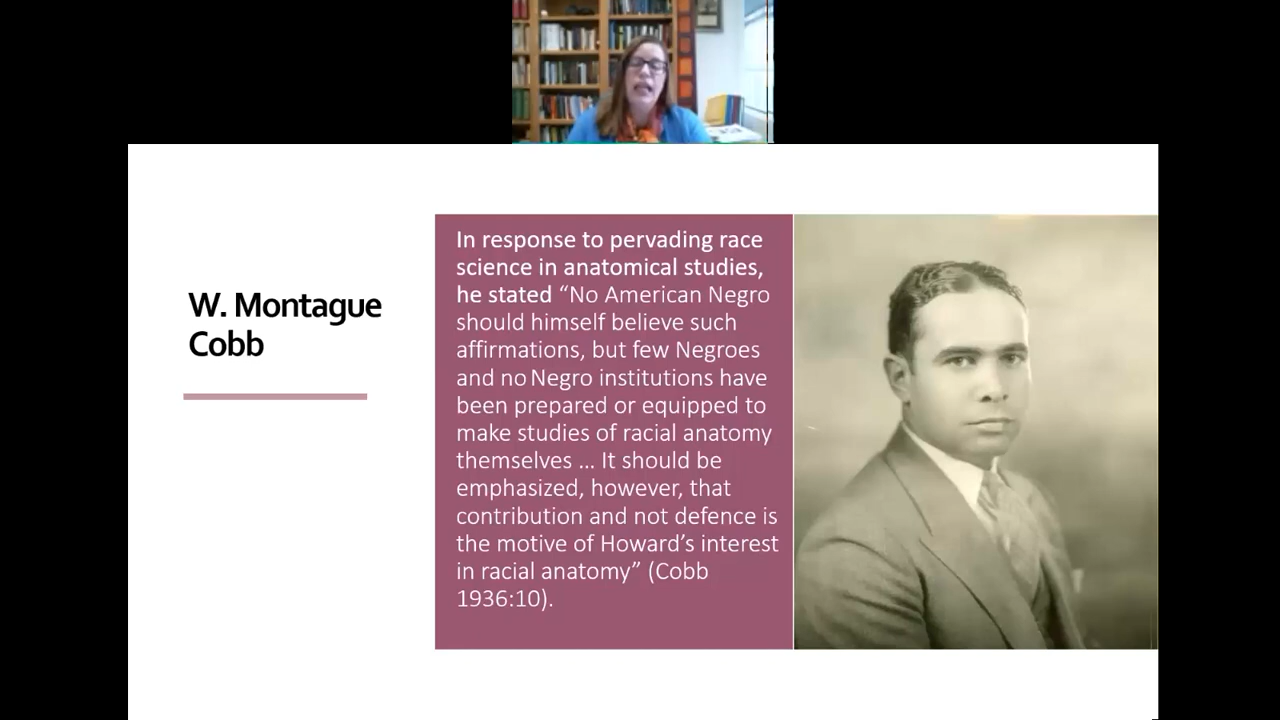 W. Montague
Cobb
In response to pervading race
science in anatomical studies,
he stated “No American Negro
should himself believe such
affirmations, but few Negroes
and no Negro institutions have
been prepared or equipped to
make studies of racial anatomy
themselves … It should be
emphasized, however, that
contribution and not defence is
the motive of Howard’s interest
in racial anatomy” (Cobb
1936:10).